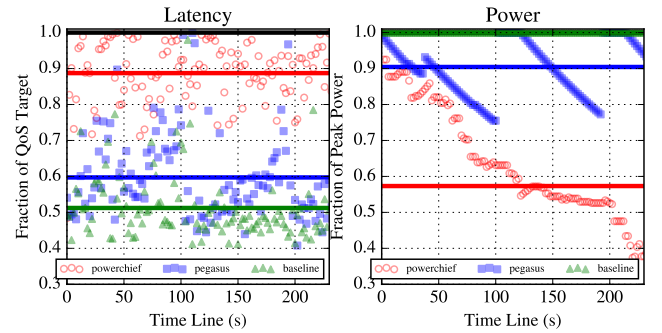 Latency
Fraction of QoS Target
1.0
0.9
0.8
0.7
0.6
0.5
0.4
0.3
powerchief pegasus baseline
0 50 100 150 200
Time Line (s)
Power
Fraction of Peak Power
1.0
0.9
0.8
0.7
0.6
0.5
0.4
0.3
powerchief pegasus baseline
0 50 100 150 200
Time Line (s)